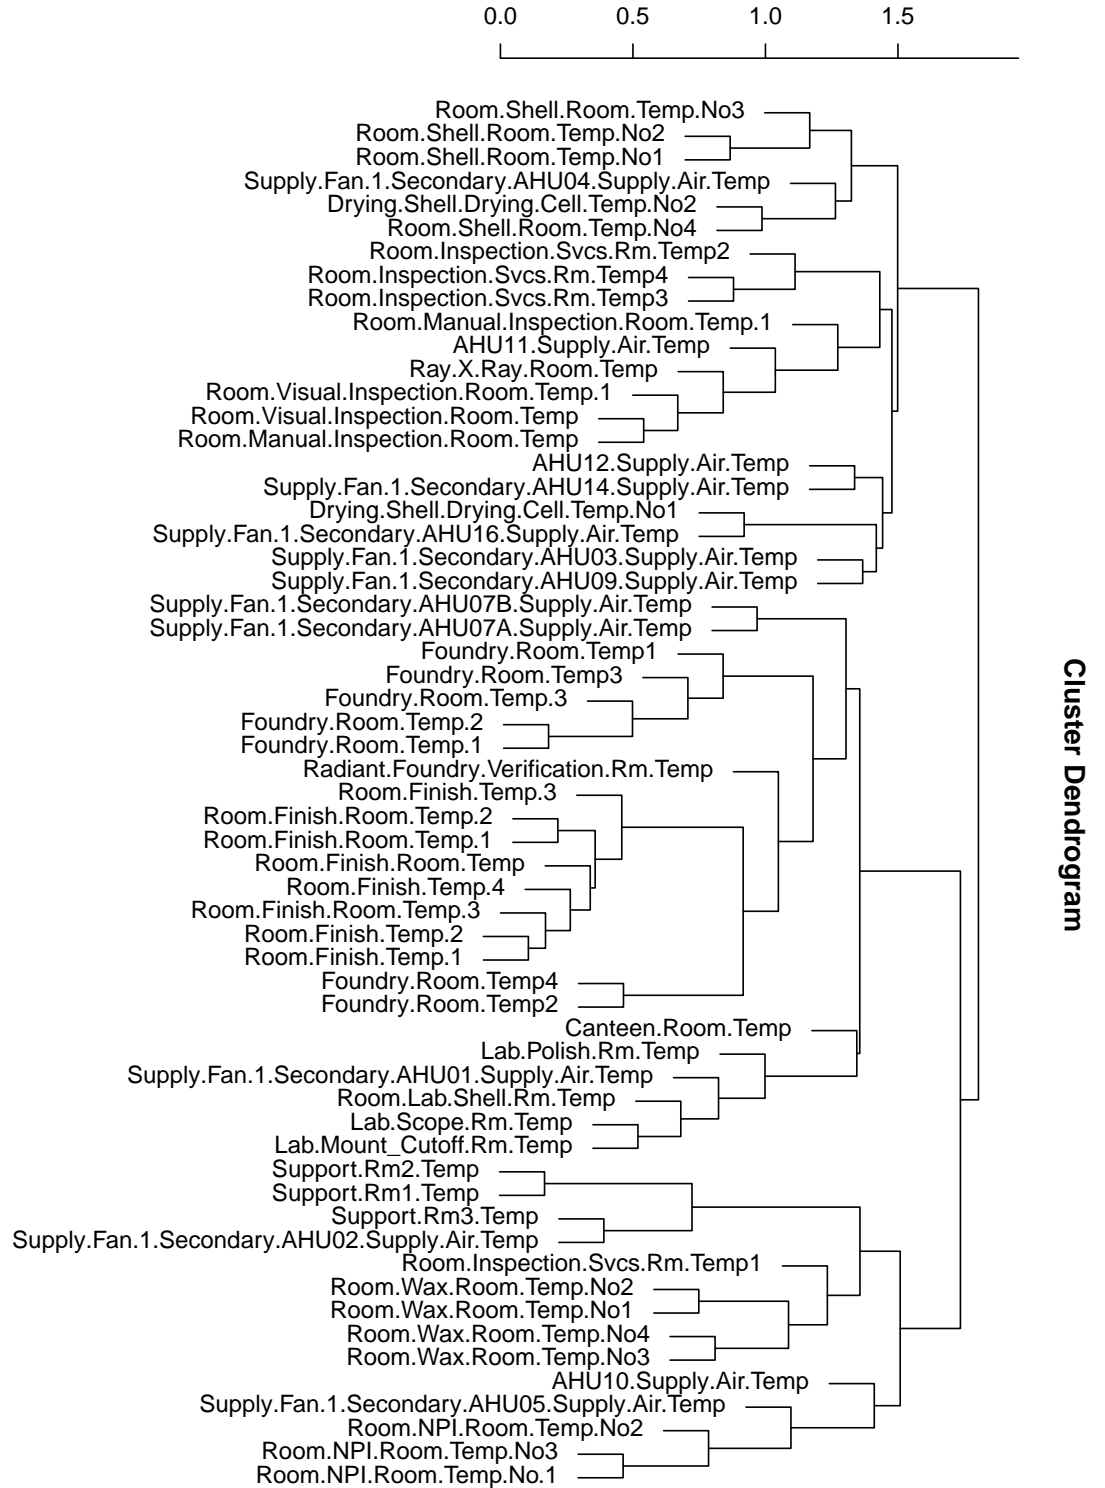 0.0 0.5 1.0 1.5
Room.Shell.Room.Temp.No3
Room.Shell.Room.Temp.No2
Room.Shell.Room.Temp.No1
Supply.Fan.1.Secondary.AHU04.Supply.Air.Temp
Drying.Shell.Drying.Cell.Temp.No2
Room.Shell.Room.Temp.No4
Room.Inspection.Svcs.Rm.Temp2
Room.Inspection.Svcs.Rm.Temp4
Room.Inspection.Svcs.Rm.Temp3
Room.Manual.Inspection.Room.Temp.1
AHU11.Supply.Air.Temp
Ray.X.Ray.Room.Temp
Room.Visual.Inspection.Room.Temp.1
Room.Visual.Inspection.Room.Temp
Room.Manual.Inspection.Room.Temp
AHU12.Supply.Air.Temp
Supply.Fan.1.Secondary.AHU14.Supply.Air.Temp
Drying.Shell.Drying.Cell.Temp.No1
Supply.Fan.1.Secondary.AHU16.Supply.Air.Temp
Supply.Fan.1.Secondary.AHU03.Supply.Air.Temp
Supply.Fan.1.Secondary.AHU09.Supply.Air.Temp
Supply.Fan.1.Secondary.AHU07B.Supply.Air.Temp
Supply.Fan.1.Secondary.AHU07A.Supply.Air.Temp
Foundry.Room.Temp1
Foundry.Room.Temp3
Foundry.Room.Temp.3
Foundry.Room.Temp.2
Foundry.Room.Temp.1
Radiant.Foundry.Verification.Rm.Temp
Room.Finish.Temp.3
Room.Finish.Room.Temp.2
Room.Finish.Room.Temp.1
Room.Finish.Room.Temp
Room.Finish.Temp.4
Room.Finish.Room.Temp.3
Room.Finish.Temp.2
Room.Finish.Temp.1
Foundry.Room.Temp4
Foundry.Room.Temp2
Canteen.Room.Temp
Lab.Polish.Rm.Temp
Supply.Fan.1.Secondary.AHU01.Supply.Air.Temp
Room.Lab.Shell.Rm.Temp
Lab.Scope.Rm.Temp
Lab.Mount_Cutoff.Rm.Temp
Support.Rm2.Temp
Support.Rm1.Temp
Support.Rm3.Temp
Supply.Fan.1.Secondary.AHU02.Supply.Air.Temp
Room.Inspection.Svcs.Rm.Temp1
Room.Wax.Room.Temp.No2
Room.Wax.Room.Temp.No1
Room.Wax.Room.Temp.No4
Room.Wax.Room.Temp.No3
AHU10.Supply.Air.Temp
Supply.Fan.1.Secondary.AHU05.Supply.Air.Temp
Room.NPI.Room.Temp.No2
Room.NPI.Room.Temp.No3
Room.NPI.Room.Temp.No.1
Cluster Dendrogram